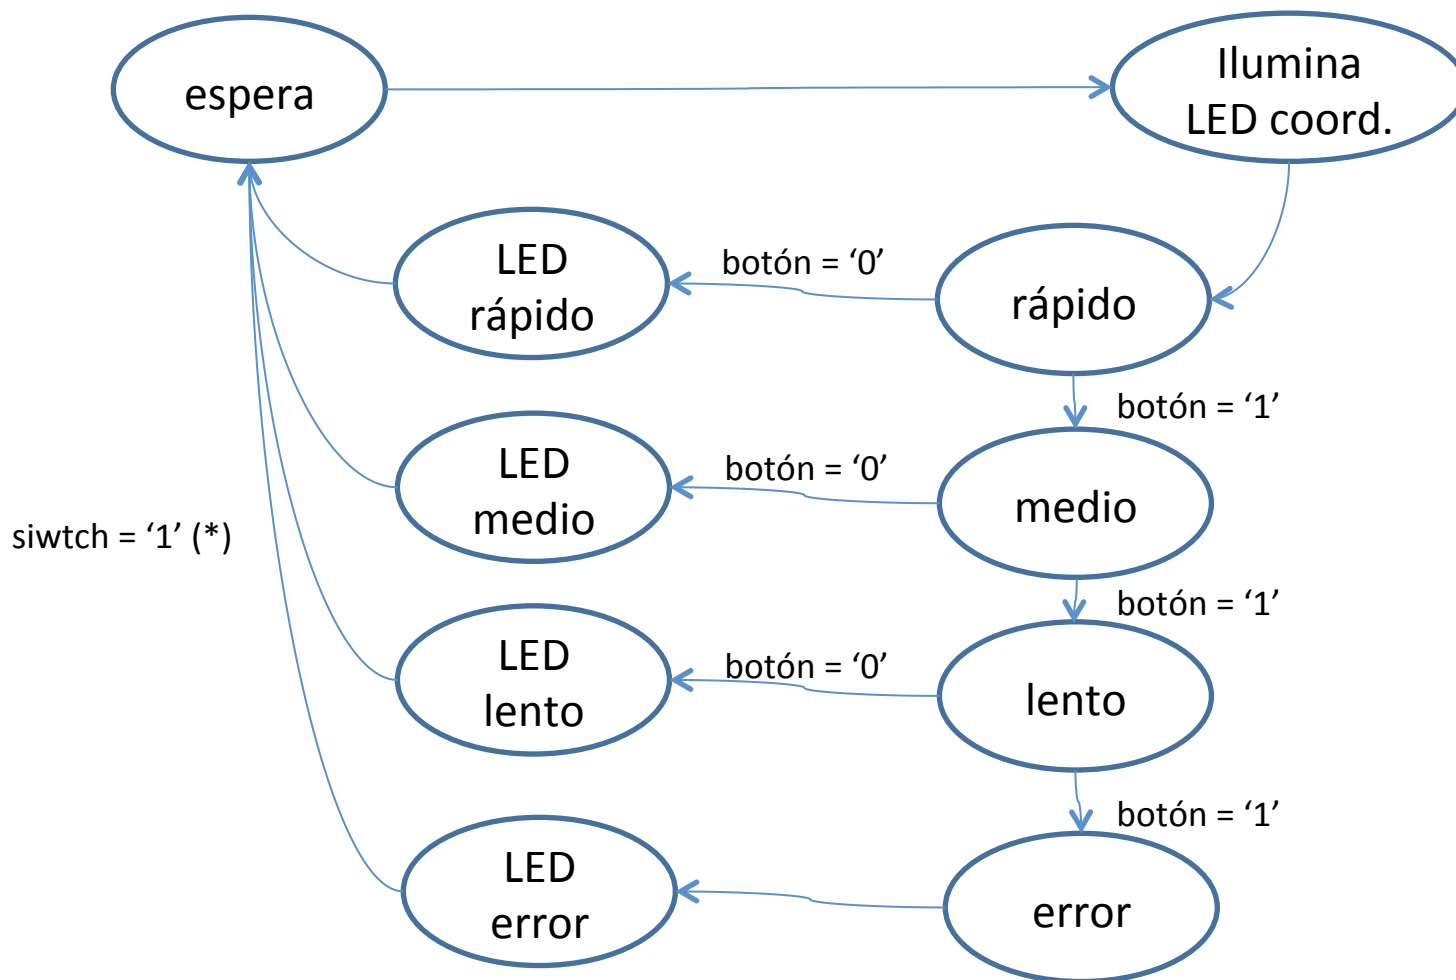 espera
Ilumina
LED coord.
LED
rápido
botón = ‘0’
rápido
botón = ‘1’
LED
medio
botón = ‘0’
medio
siwtch = ‘1’ (*)
botón = ‘1’
LED
lento
botón = ‘0’
lento
botón = ‘1’
LED
error
error